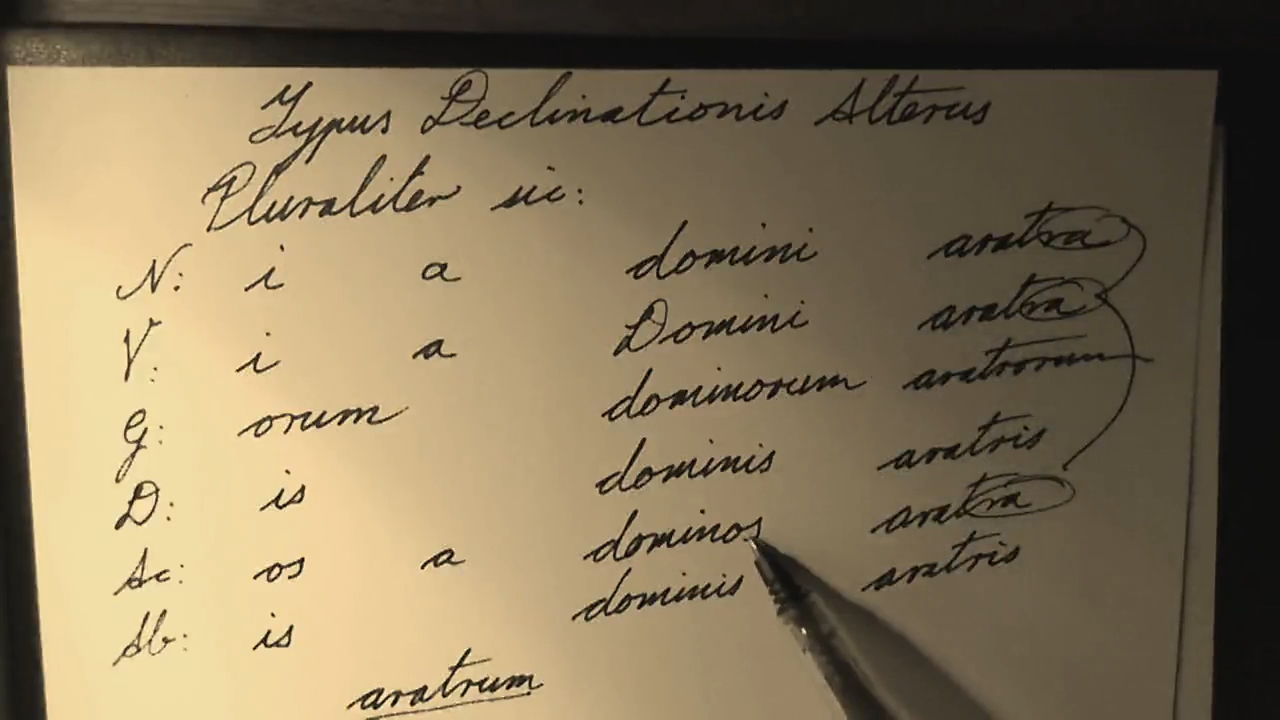 Typus Declinationis Alterus
Pluraliter sic:
N: i a domini aratra
V: i a Domini aratra
G: orum dominorum aratrorum
D: is dominis aratris
Ac: os a dominos aratra
Ab: is dominis aratris
aratrum